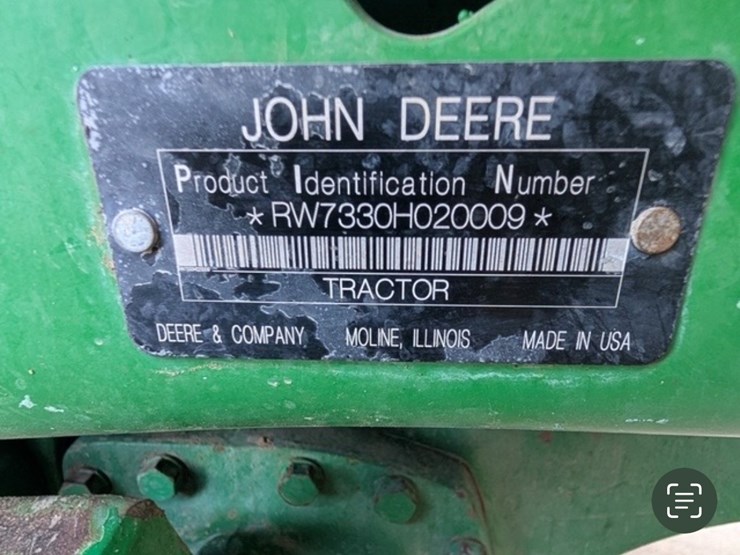 JOHN DEERE
Product Identification Number
*RW7330H020009*
TRACTOR
DEERE & COMPANY MOLINE, ILLINOIS MADE IN USA